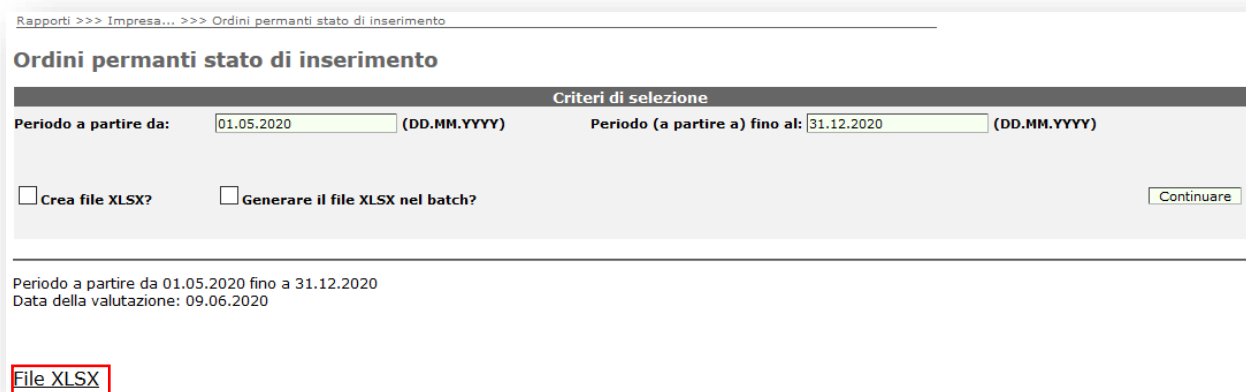 Rapporti >>> Impresa... >>> Ordini permanti stato di inserimento
Ordini permanti stato di inserimento
Criteri di selezione
Periodo a partire da: 01.05.2020 (DD.MM.YYYY) Periodo (a partire a) fino al: 31.12.2020 (DD.MM.YYYY)
Crea file XLSX? Generare il file XLSX nel batch? Continuare
Periodo a partire da 01.05.2020 fino a 31.12.2020
Data della valutazione: 09.06.2020
File XLSX